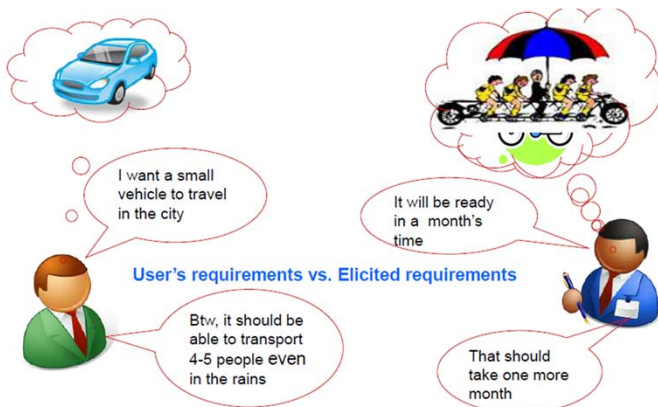 I want a small
vehicle to travel
in the city
It will be ready
in a month's
time
User's requirements vs. Elicited requirements
Btw, it should be
able to transport
4-5 people even
in the rains
That should
take one more
month